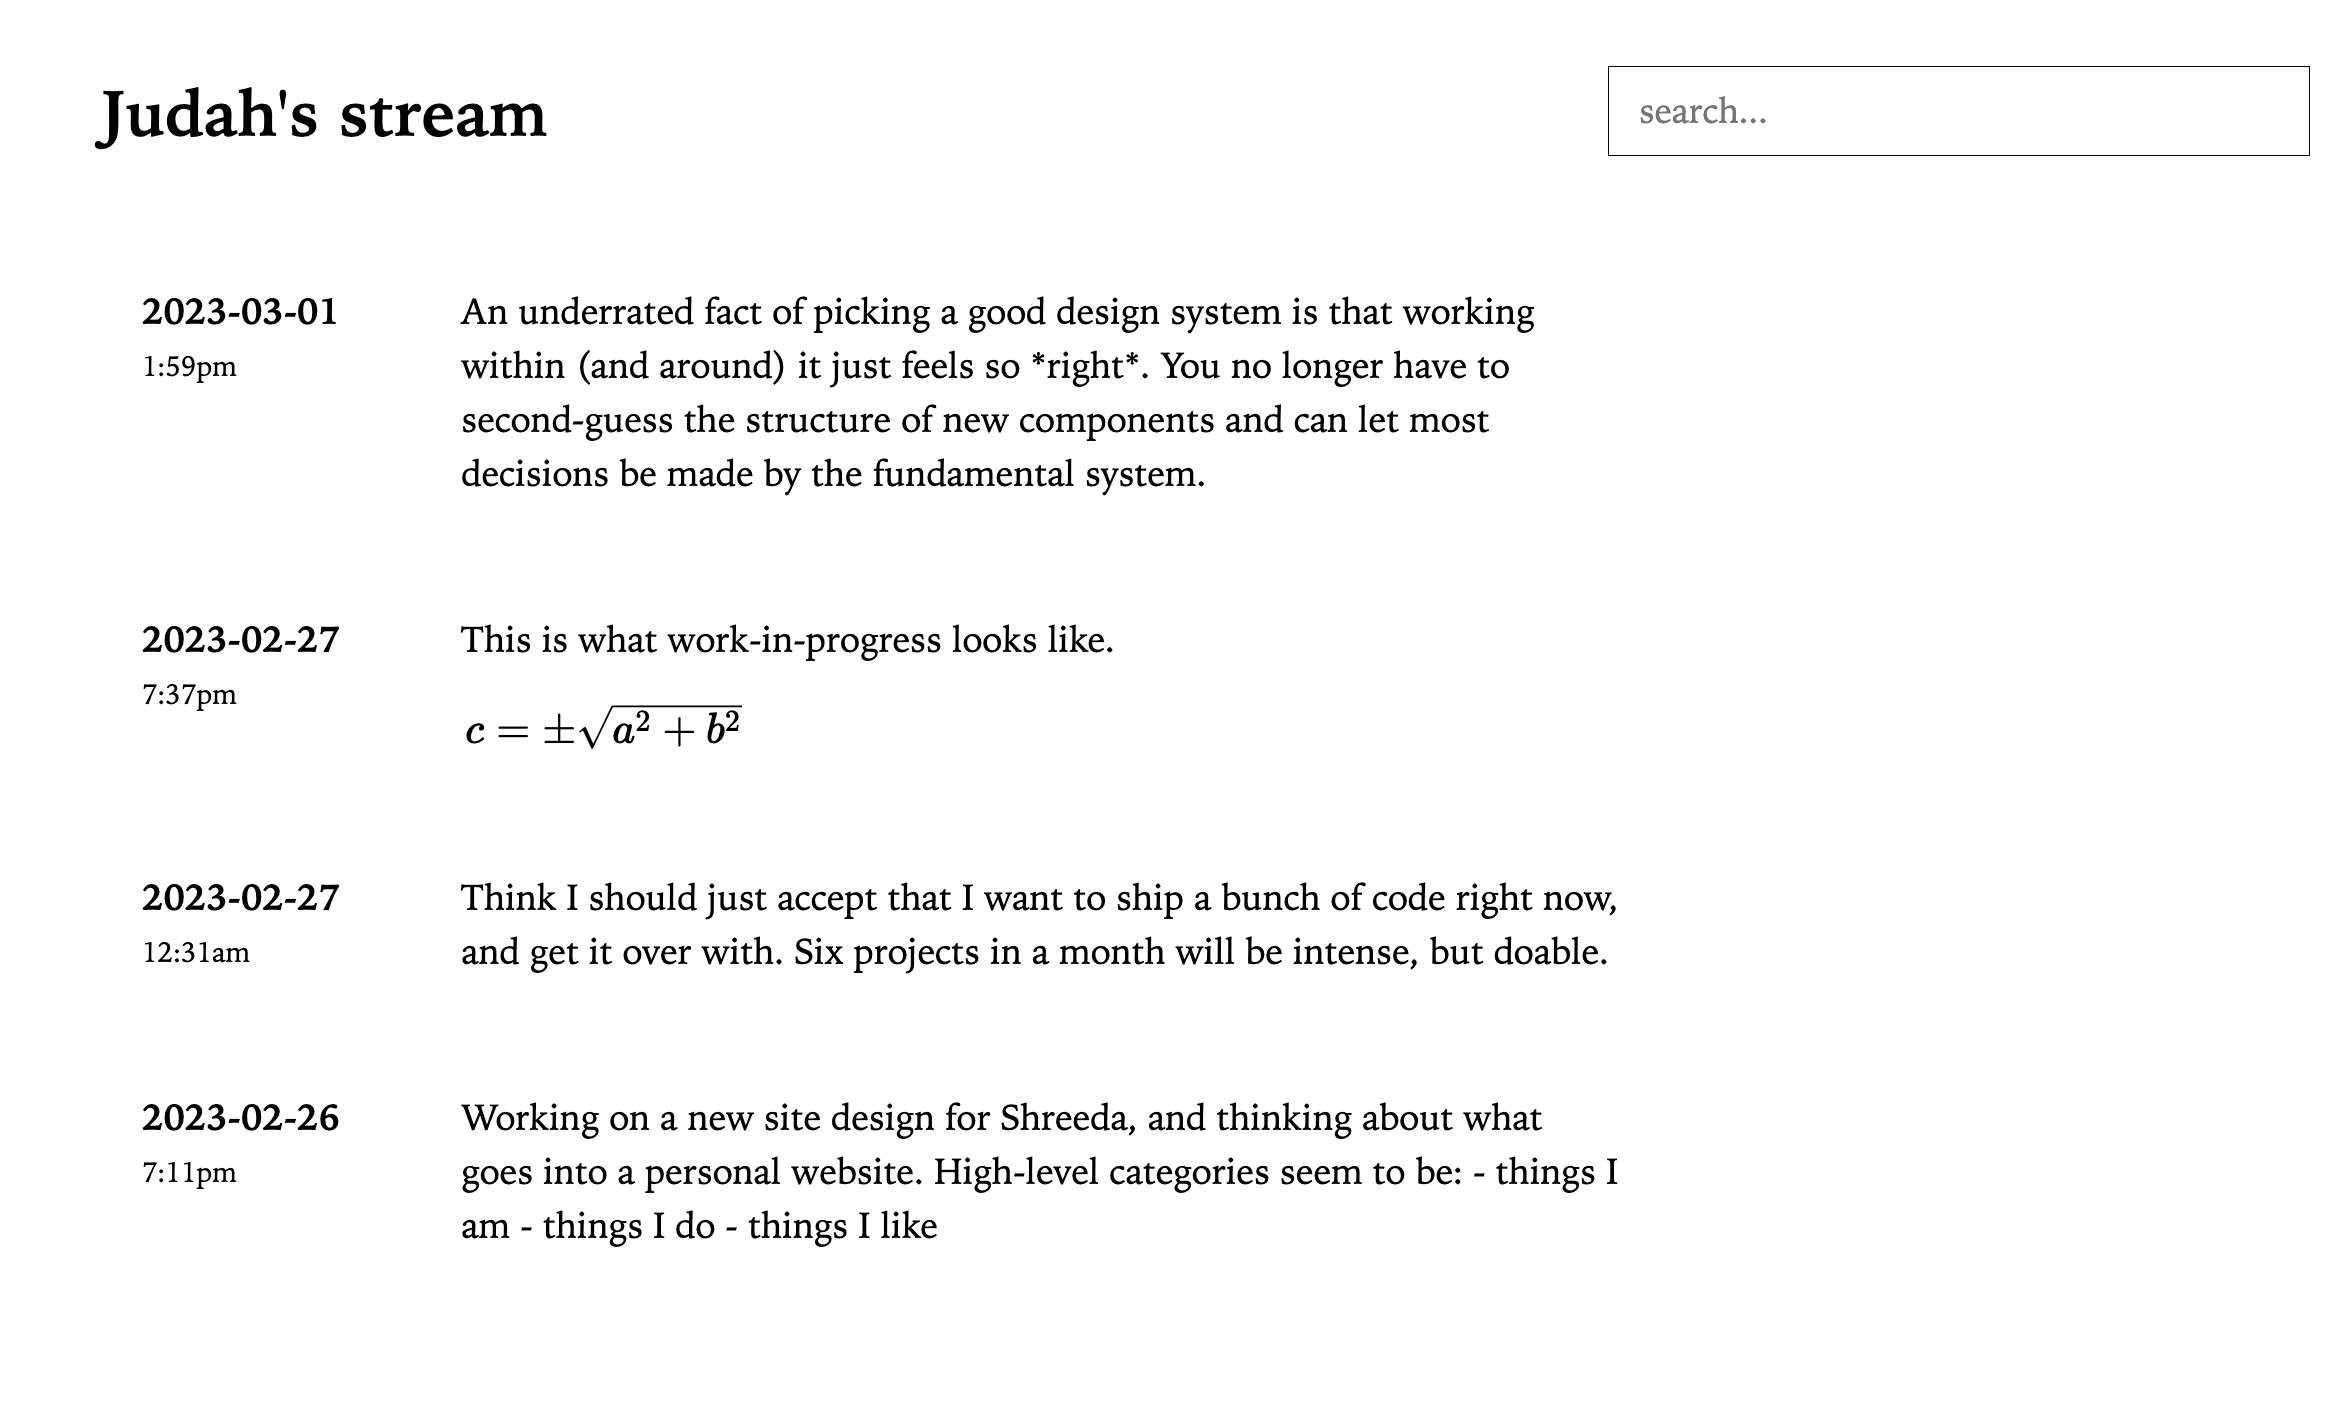 Judah's stream
search...
2023-03-01
1:59pm
An underrated fact of picking a good design system is that working
within (and around) it just feels so *right*. You no longer have to
second-guess the structure of new components and can let most
decisions be made by the fundamental system.
2023-02-27
7:37pm
This is what work-in-progress looks like.
c = ±√(a² + b²)
2023-02-27
12:31am
Think I should just accept that I want to ship a bunch of code right now,
and get it over with. Six projects in a month will be intense, but doable.
2023-02-26
7:11pm
Working on a new site design for Shreeda, and thinking about what
goes into a personal website. High-level categories seem to be: - things I
am - things I do - things I like